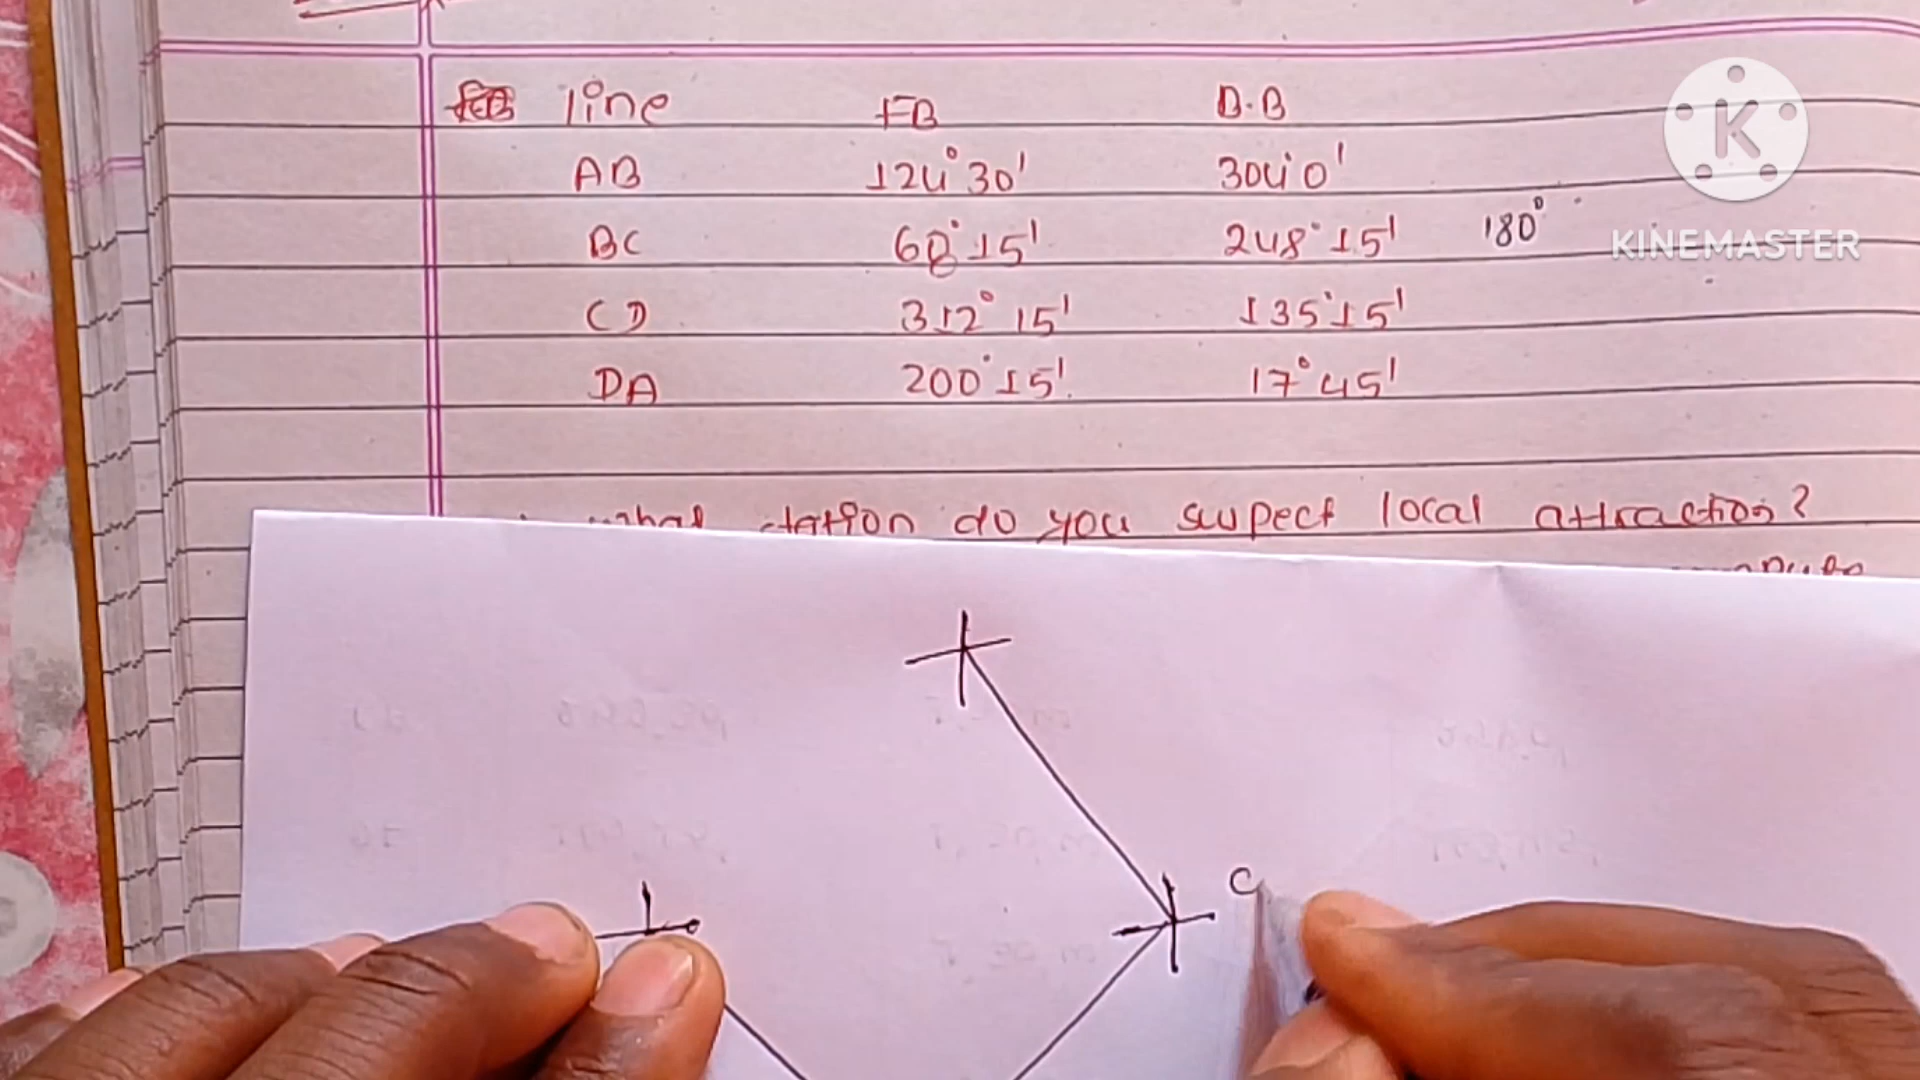 line FB B.B
AB 124°30' 304°0'
BC 68°15' 248°15' 180°
CD 312°15' 135°15'
DA 200°15' 17°45'
station do you suspect local attraction?
C
K
KINEMASTER